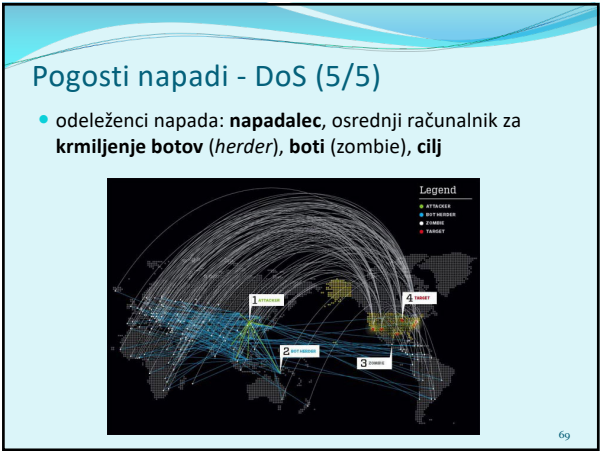 Pogosti napadi - DoS (5/5)
odeleženci napada: napadalec, osrednji računalnik za
krmiljenje botov (herder), boti (zombie), cilj
Legend
ATTACKER
BOT HERDER
ZOMBIE
TARGET
1 ATTACKER
4 TARGET
2 BOT HERDER
3 ZOMBIE
69